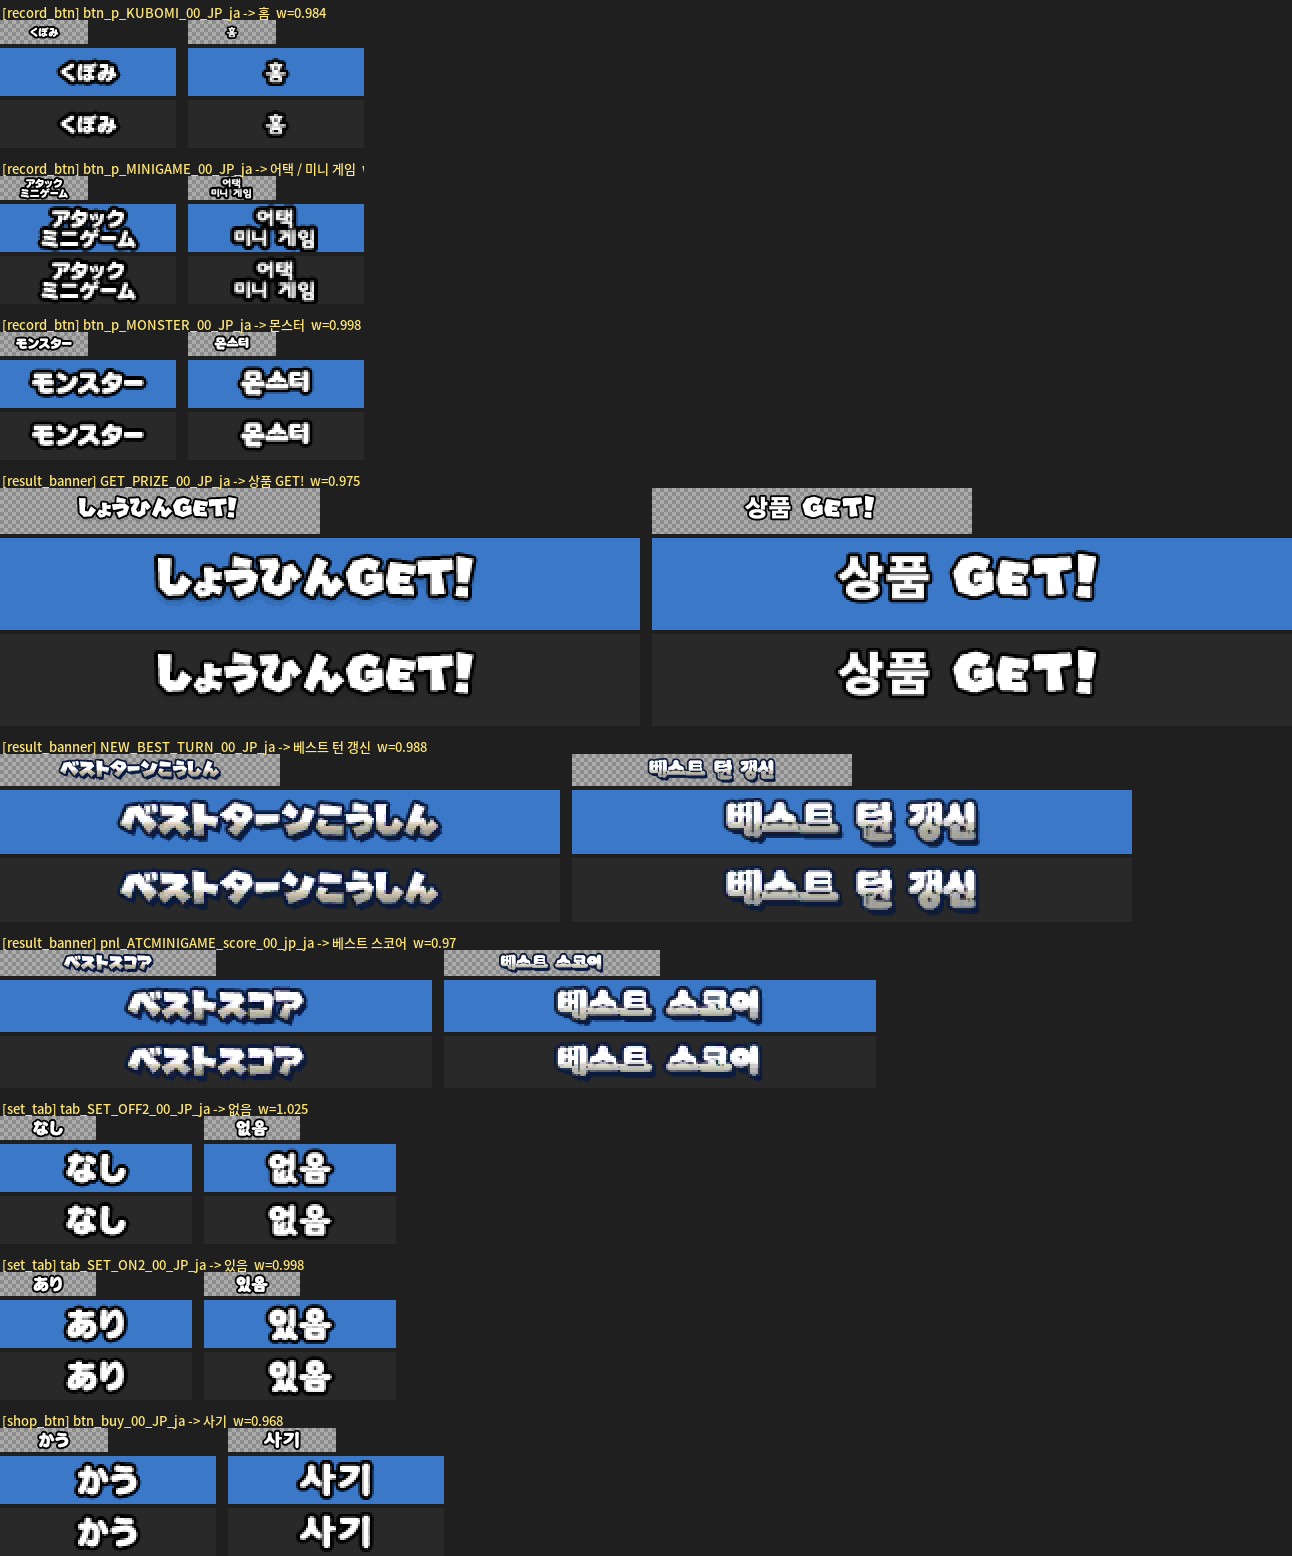 [record_btn] btn_p_KUBOMI_00_JP_ja -> 홈 w=0.984
くぼみ 홈
くぼみ 홈
くぼみ 홈
[record_btn] btn_p_MINIGAME_00_JP_ja -> 어택 / 미니 게임
アタック 어택
ミニゲーム 미니 게임
アタック 어택
ミニゲーム 미니 게임
アタック 어택
ミニゲーム 미니 게임
[record_btn] btn_p_MONSTER_00_JP_ja -> 몬스터 w=0.998
モンスター 몬스터
モンスター 몬스터
モンスター 몬스터
[result_banner] GET_PRIZE_00_JP_ja -> 상품 GET! w=0.975
しょうひんGET! 상품 GET!
しょうひんGET! 상품 GET!
しょうひんGET! 상품 GET!
[result_banner] NEW_BEST_TURN_00_JP_ja -> 베스트 턴 갱신 w=0.988
ベストターンこうしん 베스트 턴 갱신
ベストターンこうしん 베스트 턴 갱신
ベストターンこうしん 베스트 턴 갱신
[result_banner] pnl_ATCMINIGAME_score_00_jp_ja -> 베스트 스코어 w=0.97
ベストスコア 베스트 스코어
ベストスコア 베스트 스코어
ベストスコア 베스트 스코어
[set_tab] tab_SET_OFF2_00_JP_ja -> 없음 w=1.025
なし 없음
なし 없음
なし 없음
[set_tab] tab_SET_ON2_00_JP_ja -> 있음 w=0.998
あり 있음
あり 있음
あり 있음
[shop_btn] btn_buy_00_JP_ja -> 사기 w=0.968
かう 사기
かう 사기
かう 사기